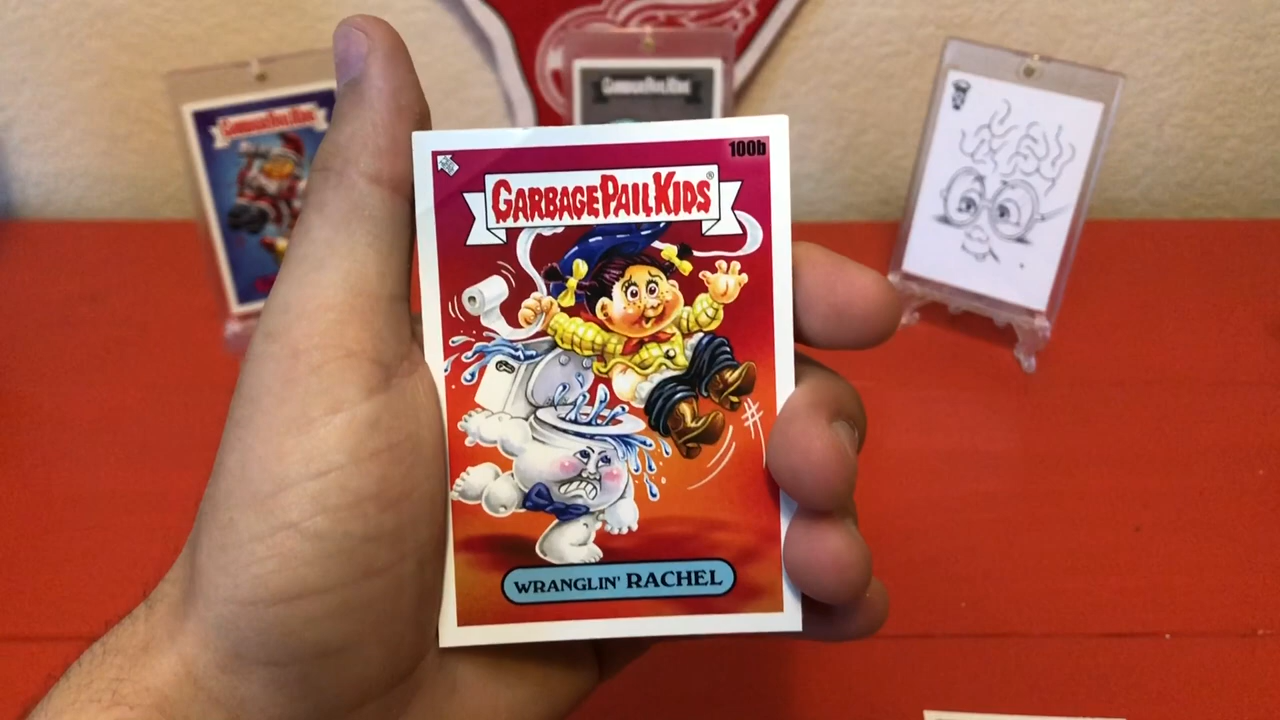 GARBAGE PAIL KIDS
GARBAGE PAIL KIDS
100b
GARBAGE PAIL KIDS®
WRANGLIN' RACHEL